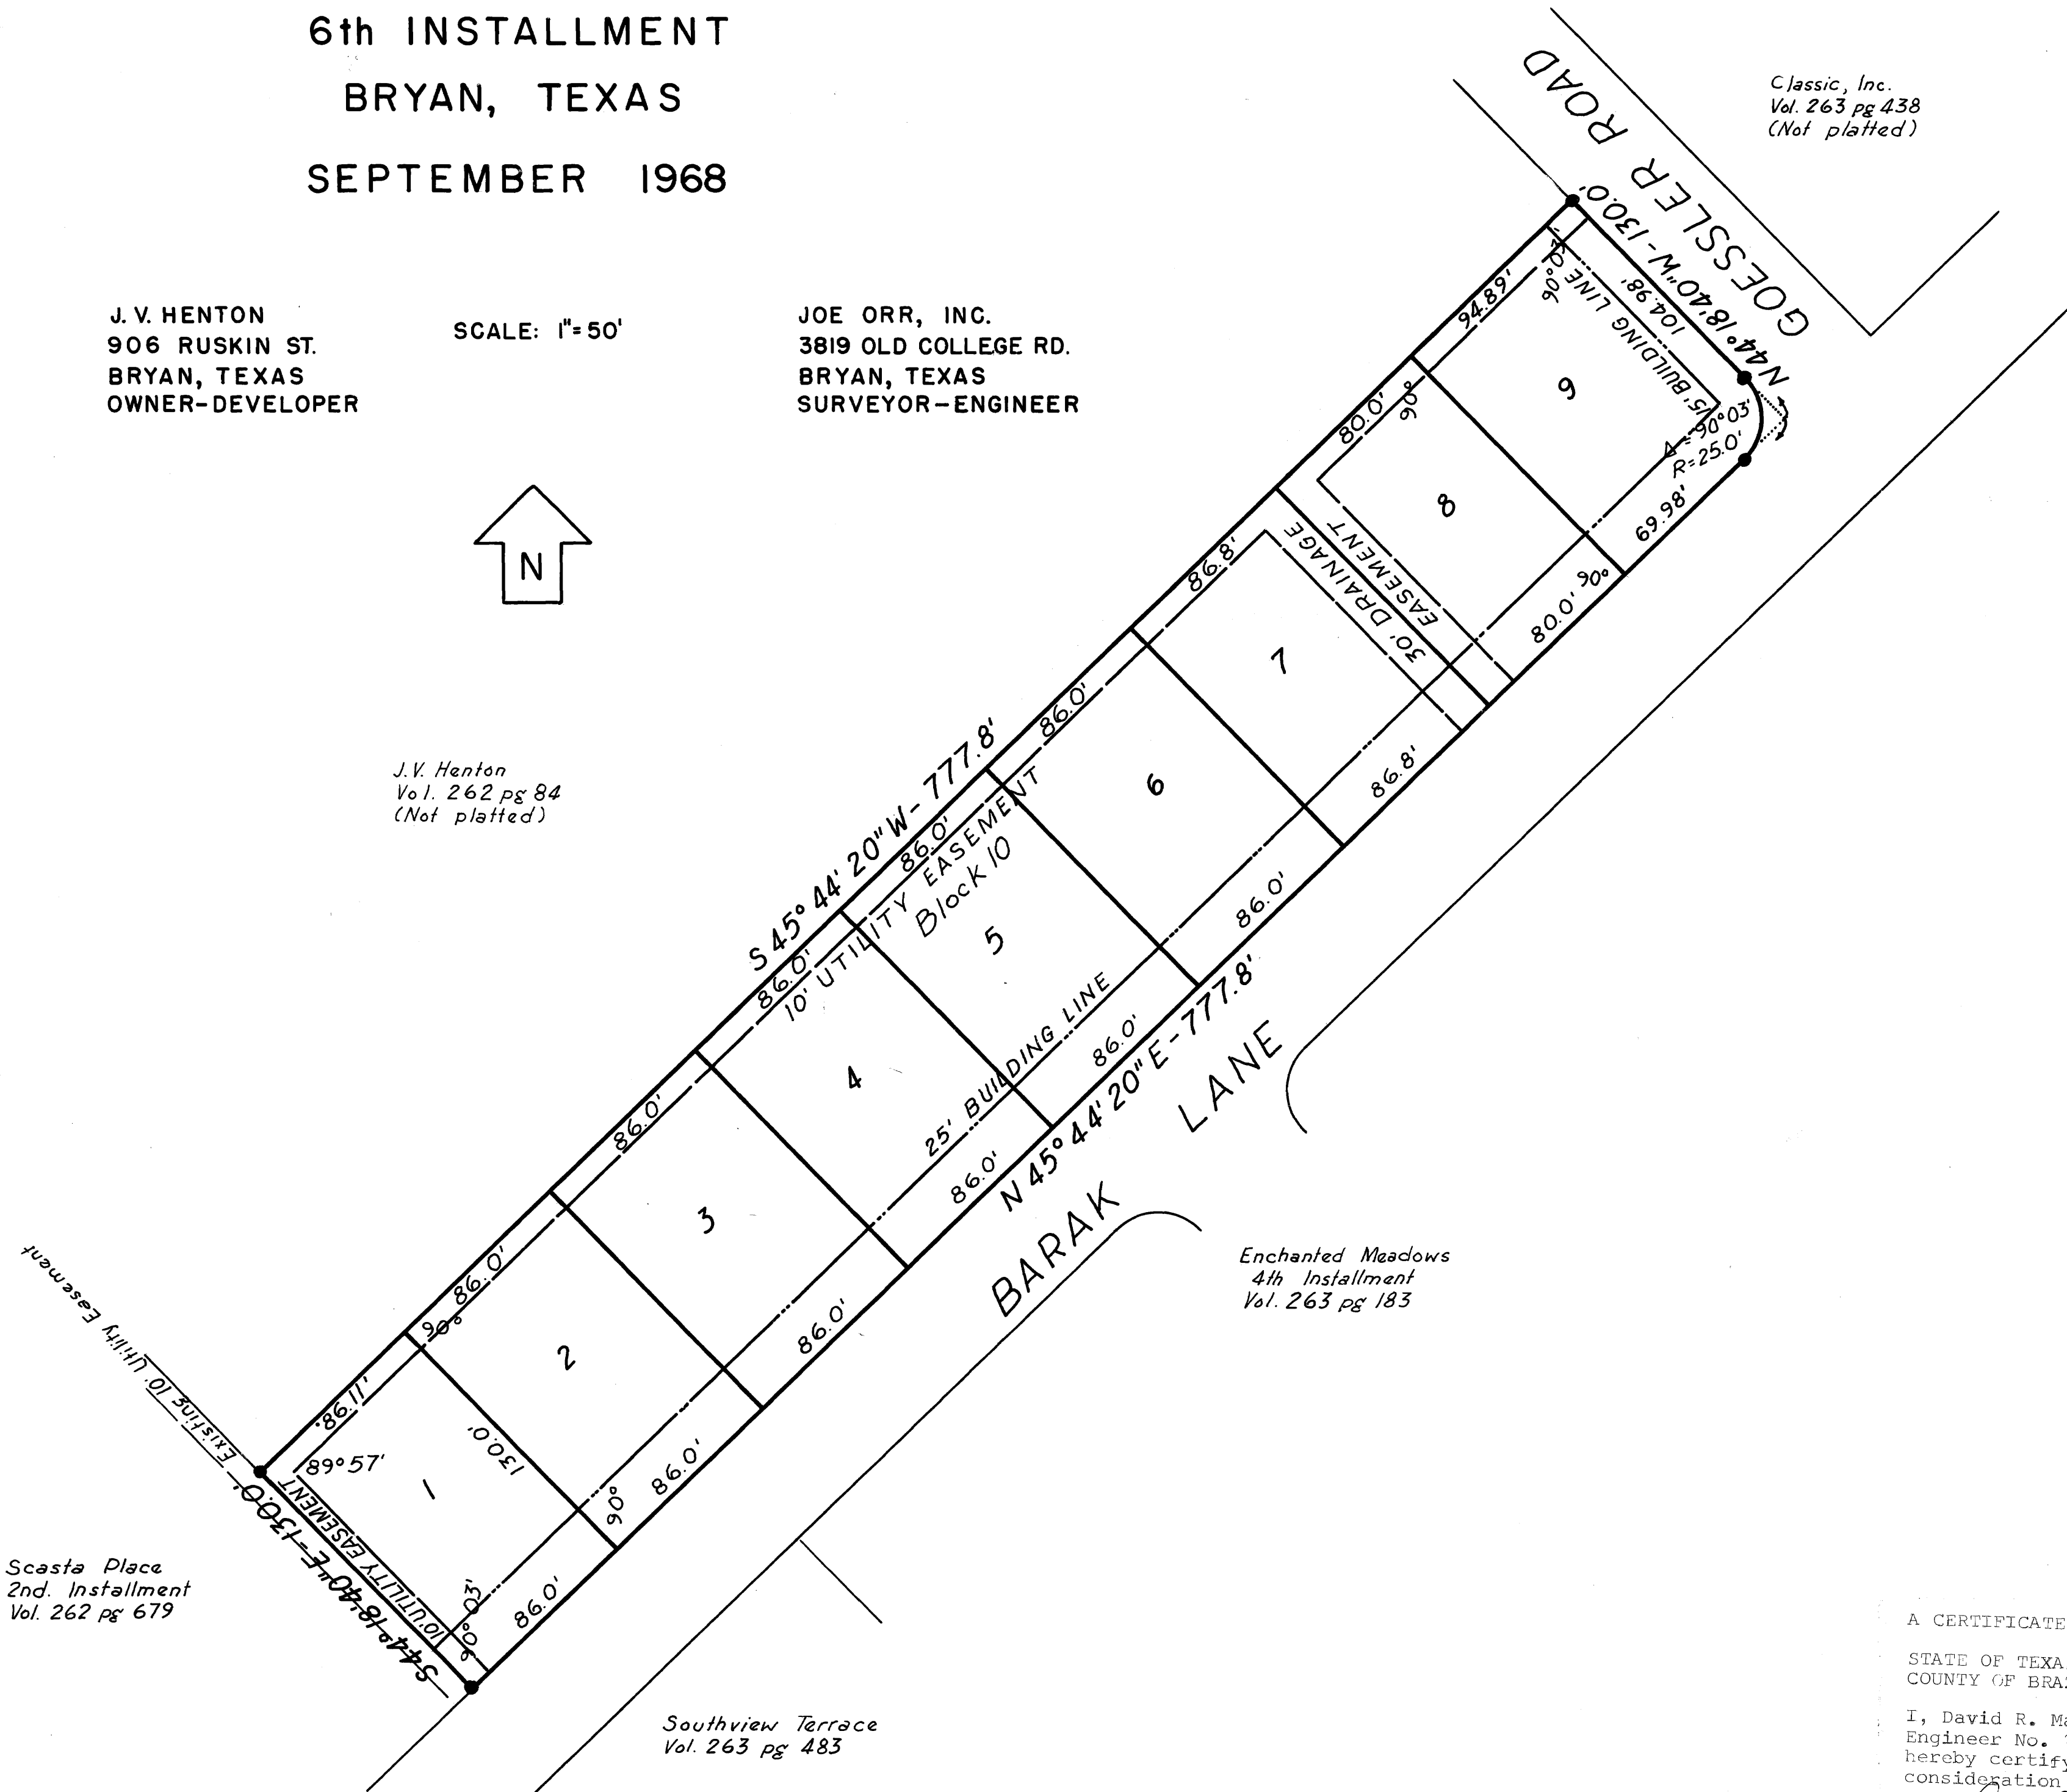 6th INSTALLMENT
BRYAN, TEXAS
SEPTEMBER 1968
J. V. HENTON
906 RUSKIN ST.
BRYAN, TEXAS
OWNER-DEVELOPER
SCALE: 1"= 50'
JOE ORR, INC.
3819 OLD COLLEGE RD.
BRYAN, TEXAS
SURVEYOR-ENGINEER
Classic, Inc.
Vol. 263 pg 438
(Not platted)
GOESSLER ROAD
N 44° 18' 40" W - 130.0'
104.98'
15' BUILDING LINE
90° 03'
94.89'
9
Δ = 90° 03'
R = 25.0'
69.98'
80.0'
90°
8
90°
80.0'
30' DRAINAGE
EASEMENT
86.8'
7
86.8'
N
86.0'
6
86.0'
J. V. Henton
Vol. 262 pg 84
(Not platted)
S 45° 44' 20" W - 777.8'
86.0'
10' UTILITY EASEMENT
Block 10
5
86.0'
25' BUILDING LINE
N 45° 44' 20" E - 777.8'
BARAK LANE
86.0'
4
86.0'
86.0'
3
86.0'
Enchanted Meadows
4th Installment
Vol. 263 pg 183
86.0'
90°
2
86.0'
Existing 10' Utility Easement
86.11'
89° 57'
130.0'
1
90°
10' UTILITY EASEMENT
90° 03'
86.0'
S 44° 18' 40" E - 130.0'
Scasta Place
2nd. Installment
Vol. 262 pg 679
Southview Terrace
Vol. 263 pg 483
A CERTIFICATE
STATE OF TEXA
COUNTY OF BRA
I, David R. Ma
Engineer No.
hereby certify
consideration